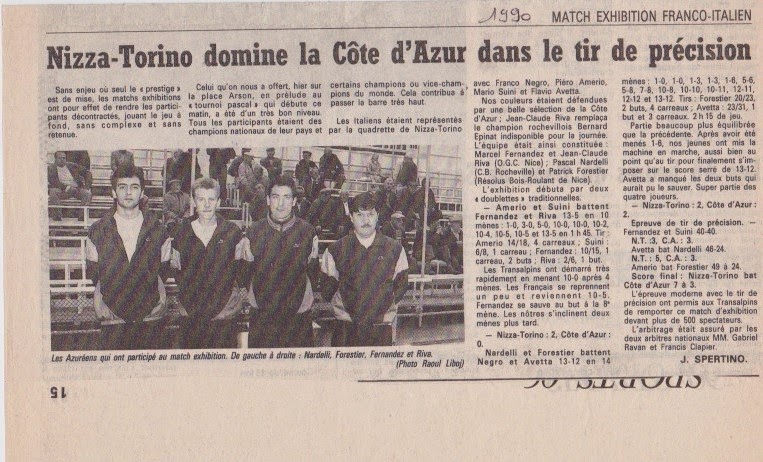 1990
MATCH EXHIBITION FRANCO-ITALIEN
Nizza-Torino domine la Côte d'Azur dans le tir de précision
Sans enjeu où seul le « prestige »
est de mise, les matchs exhibitions
ont pour effet de rendre les partici-
pants décontractés, jouant le jeu à
fond, sans complexe et sans
retenue.
Celui qu'on nous a offert, hier sur
la place Arson, en prélude au
« tournoi pascal » qui débute ce
matin, a été d'un très bon niveau.
Tous les participants étaient des
champions nationaux de leur pays et
certains champions ou vice-cham-
pions du monde. Cela contribua à
passer la barre très haut.
Les Italiens étaient représentés
par la quadrette de Nizza-Torino
Les Azuréens qui ont participé au match exhibition. De gauche à droite : Nardelli, Forestier, Fernandez et Riva.
(Photo Raoul Liboj)
avec Franco Negro, Piéro Amerio,
Mario Suini et Flavio Avetta.
Nos couleurs étaient défendues
par une belle sélection de la Côte
d'Azur ; Jean-Claude Riva remplaça
le champion rochevillois Bernard
Epinat indisponible pour la journée.
L'équipe était ainsi constituée :
Marcel Fernandez et Jean-Claude
Riva (O.G.C. Nice) ; Pascal Nardelli
(C.B. Rocheville) et Patrick Forestier
(Résolus Bois-Roulant de Nice).
L'exhibition débuta par deux
« doublettes » traditionnelles.
— Amerio et Suini battent
Fernandez et Riva 13-5 en 10
mènes : 1-0, 3-0, 5-0, 10-0, 10-0, 10-2,
10-4, 10-5, 10-5 et 13-5 en 1 h 45. Tir :
Amerio 14/18, 4 carreaux ; Suini :
6/8, 1 carreau ; Fernandez : 10/15, 1
carreau, 2 buts ; Riva : 2/6, 1 but.
Les Transalpins ont démarré très
rapidement en menant 10-0 après 4
mènes. Les Français se reprennent
un peu et reviennent 10-5.
Fernandez se sauve au but à la 8ᵉ
mène. Les nôtres s'inclinent deux
mènes plus tard.
— Nizza-Torino : 2, Côte d'Azur :
0.
Nardelli et Forestier battent
Negro et Avetta 13-12 en 14
mènes : 1-0, 1-0, 1-3, 1-3, 1-6, 5-6,
5-8, 7-8, 10-8, 10-10, 10-11, 12-11,
12-12 et 13-12. Tirs : Forestier 20/23,
2 buts, 4 carreaux ; Avetta : 23/31, 1
but et 3 carreaux. 2 h 15 de jeu.
Partie beaucoup plus équilibrée
que la précédente. Après avoir été
menés 1-6, nos jeunes ont mis la
machine en marche, aussi bien au
point qu'au tir pour finalement s'im-
poser sur le score serré de 13-12.
Avetta a manqué les deux buts qui
aurait pu le sauver. Super partie des
quatre joueurs.
— Nizza-Torino : 2, Côte d'Azur :
2.
Epreuve de tir de précision. —
Fernandez et Suini 40-40.
N.T. :3, C.A. : 3.
Avetta bat Nardelli 46-24.
N.T. : 5, C.A. : 3.
Amerio bat Forestier 49 à 24.
Score final : Nizza-Torino bat
Côte d'Azur 7 à 3.
L'épreuve moderne avec le tir de
précision ont permis aux Transalpins
de remporter ce match d'exhibition
devant plus de 500 spectateurs.
L'arbitrage était assuré par les
deux arbitres nationaux MM. Gabriel
Ravan et Francis Clapier.
J. SPERTINO.
15
SPORTS 06